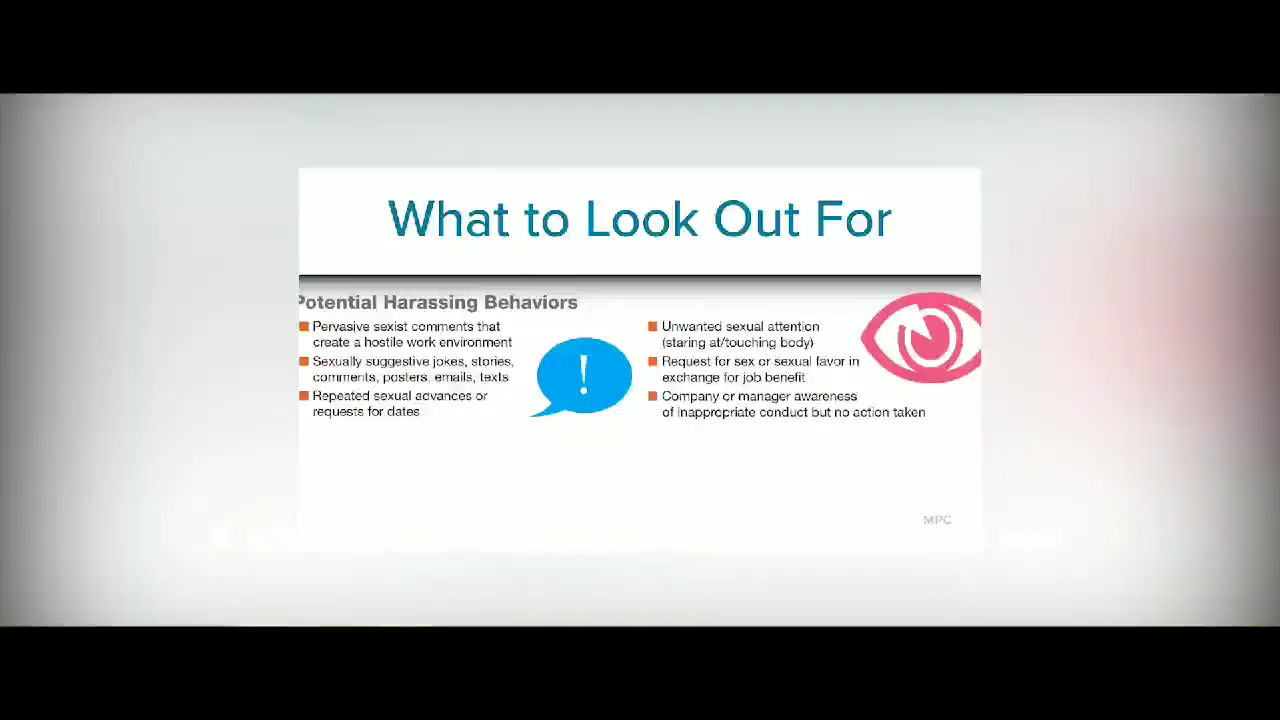 What to Look Out For
Potential Harassing Behaviors
Pervasive sexist comments that
create a hostile work environment
Sexually suggestive jokes, stories,
comments, posters, emails, texts
Repeated sexual advances or
requests for dates
!
Unwanted sexual attention
(staring at/touching body)
Request for sex or sexual favor in
exchange for job benefit
Company or manager awareness
of inappropriate conduct but no action taken
MPC